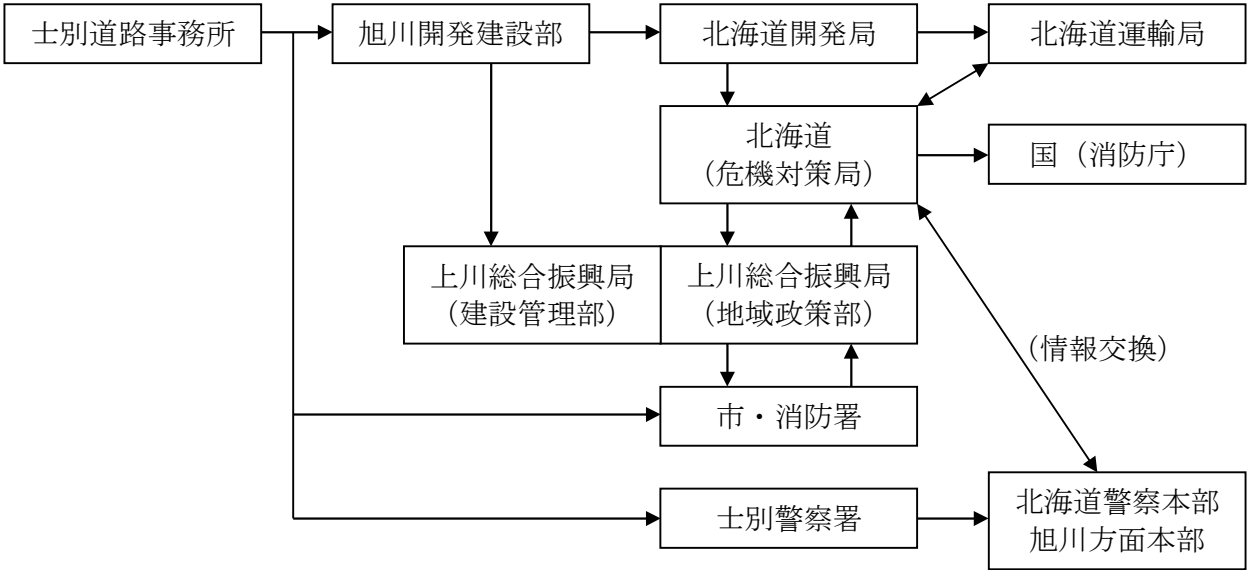 士別道路事務所
旭川開発建設部
北海道開発局
北海道運輸局
北海道
（危機対策局）
国（消防庁）
上川総合振興局
（建設管理部）
上川総合振興局
（地域政策部）
（情報交換）
市・消防署
士別警察署
北海道警察本部
旭川方面本部